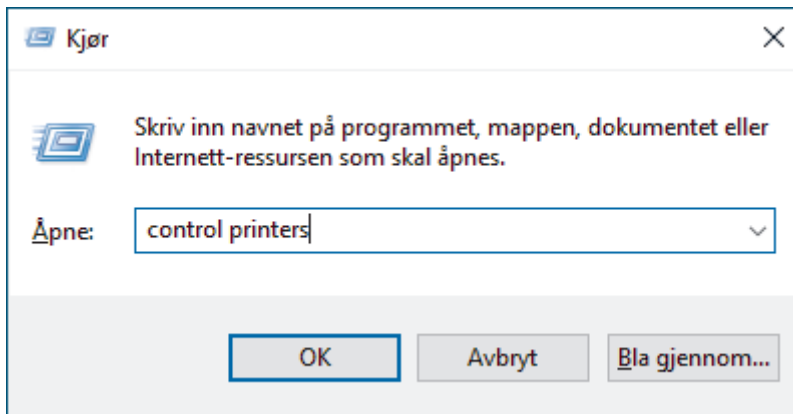 Kjør
Skriv inn navnet på programmet, mappen, dokumentet eller
Internett-ressursen som skal åpnes.
Åpne: control printers
OK Avbryt Bla gjennom...